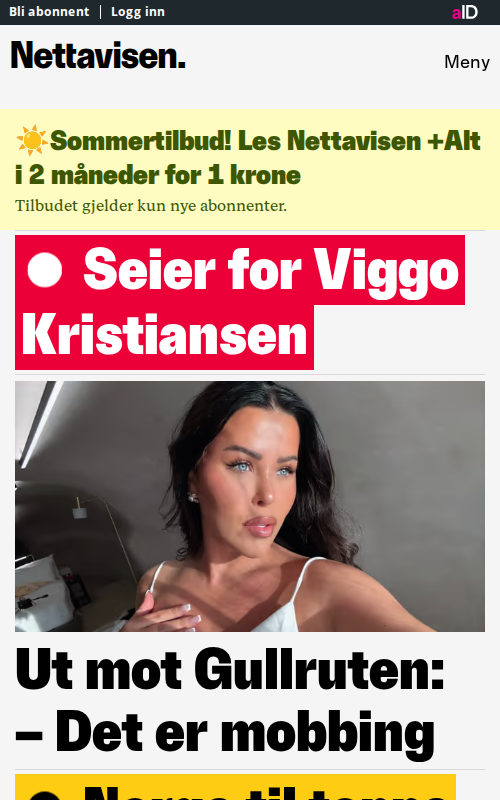 Bli abonnent | Logg inn
aID
Nettavisen.
Meny
☀️Sommertilbud! Les Nettavisen +Alt
i 2 måneder for 1 krone
Tilbudet gjelder kun nye abonnenter.
Seier for Viggo
Kristiansen
Ut mot Gullruten:
– Det er mobbing